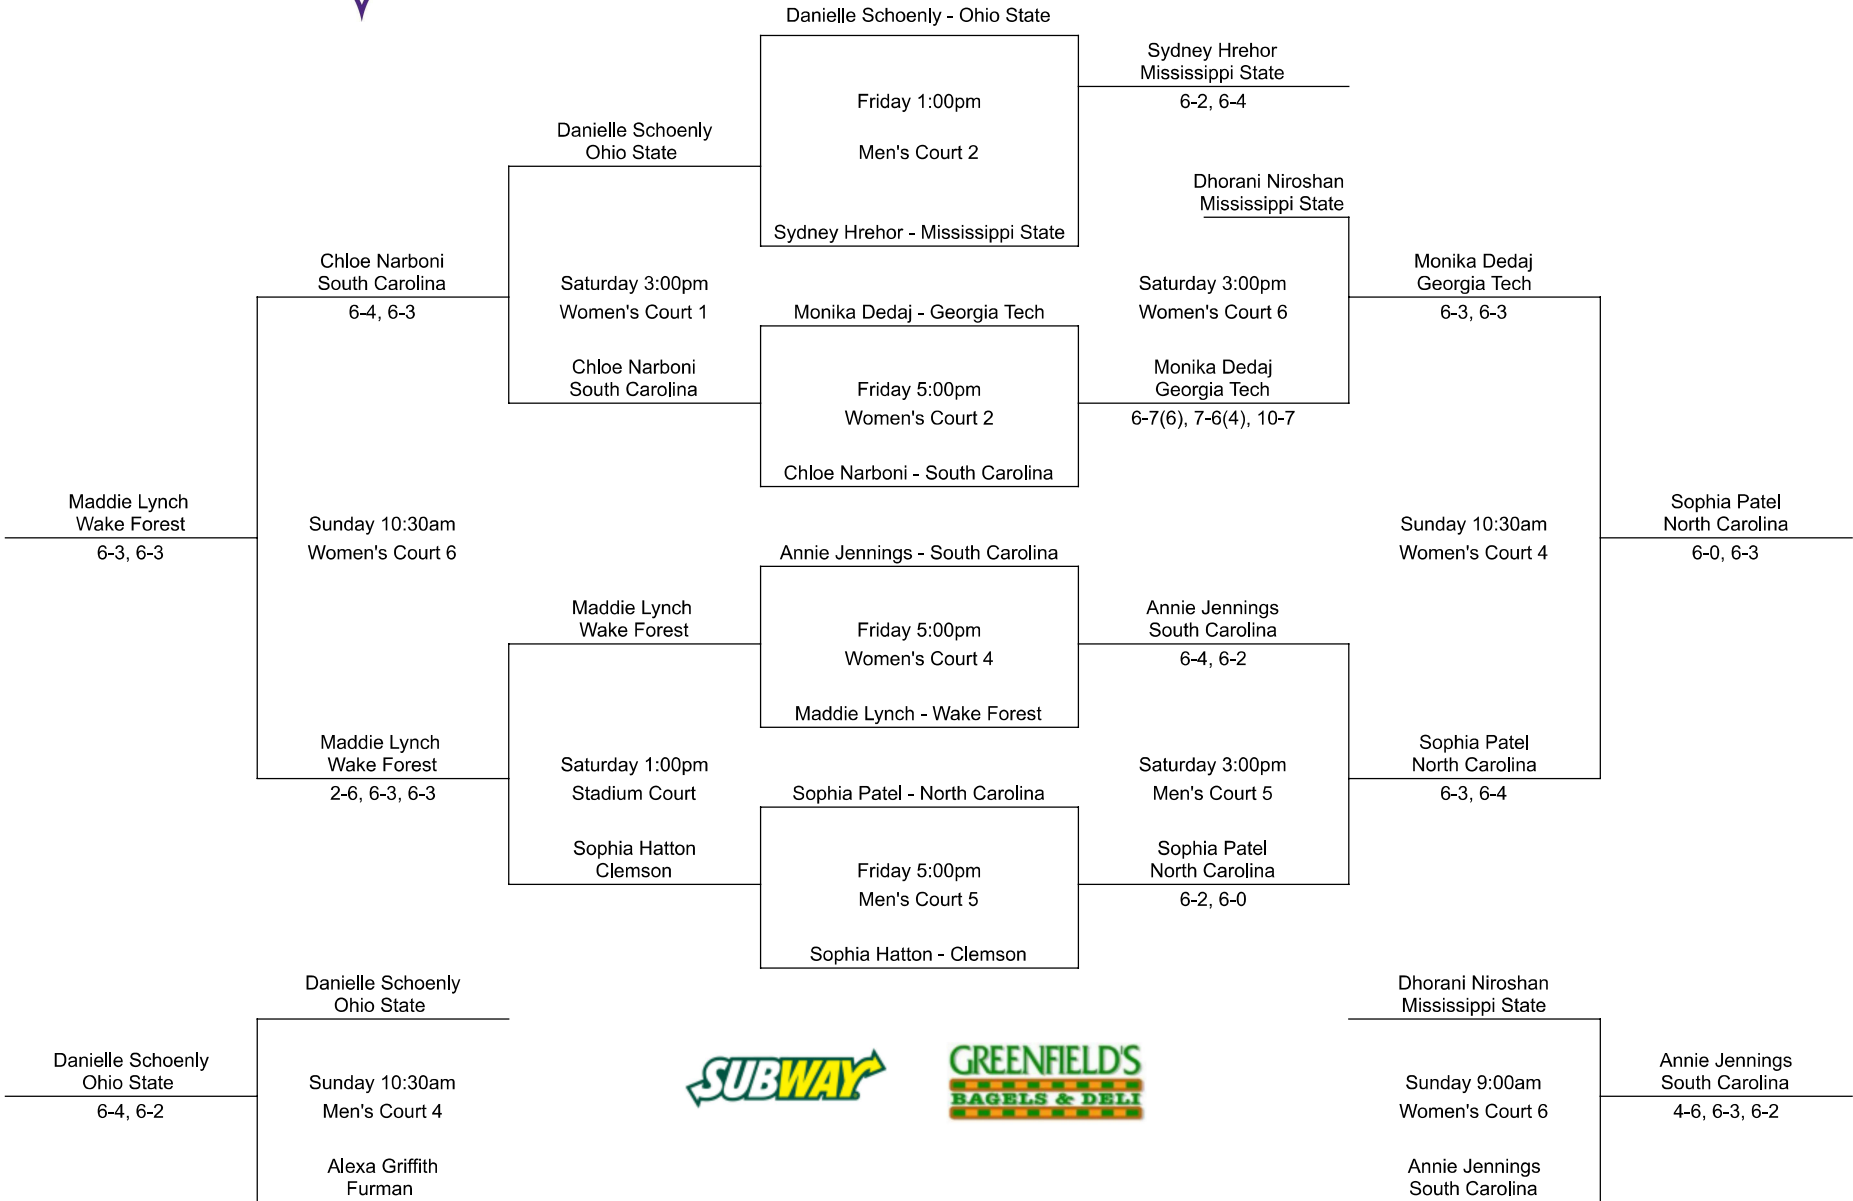 Danielle Schoenly - Ohio State
Sydney Hrehor
Mississippi State
6-2, 6-4
Friday 1:00pm
Men's Court 2
Danielle Schoenly
Ohio State
Dhorani Niroshan
Mississippi State
Sydney Hrehor - Mississippi State
Chloe Narboni
South Carolina
6-4, 6-3
Saturday 3:00pm
Women's Court 1
Monika Dedaj - Georgia Tech
Saturday 3:00pm
Women's Court 6
Monika Dedaj
Georgia Tech
6-3, 6-3
Chloe Narboni
South Carolina
Friday 5:00pm
Women's Court 2
Monika Dedaj
Georgia Tech
6-7(6), 7-6(4), 10-7
Chloe Narboni - South Carolina
Maddie Lynch
Wake Forest
6-3, 6-3
Sunday 10:30am
Women's Court 6
Annie Jennings - South Carolina
Sunday 10:30am
Women's Court 4
Sophia Patel
North Carolina
6-0, 6-3
Maddie Lynch
Wake Forest
Friday 5:00pm
Women's Court 4
Annie Jennings
South Carolina
6-4, 6-2
Maddie Lynch - Wake Forest
Maddie Lynch
Wake Forest
2-6, 6-3, 6-3
Saturday 1:00pm
Stadium Court
Sophia Patel - North Carolina
Saturday 3:00pm
Men's Court 5
Sophia Patel
North Carolina
6-3, 6-4
Sophia Hatton
Clemson
Friday 5:00pm
Men's Court 5
Sophia Patel
North Carolina
6-2, 6-0
Sophia Hatton - Clemson
Danielle Schoenly
Ohio State
Dhorani Niroshan
Mississippi State
Danielle Schoenly
Ohio State
6-4, 6-2
Sunday 10:30am
Men's Court 4
SUBWAY
GREENFIELD'S
BAGELS & DELI
Sunday 9:00am
Women's Court 6
Annie Jennings
South Carolina
4-6, 6-3, 6-2
Alexa Griffith
Furman
Annie Jennings
South Carolina